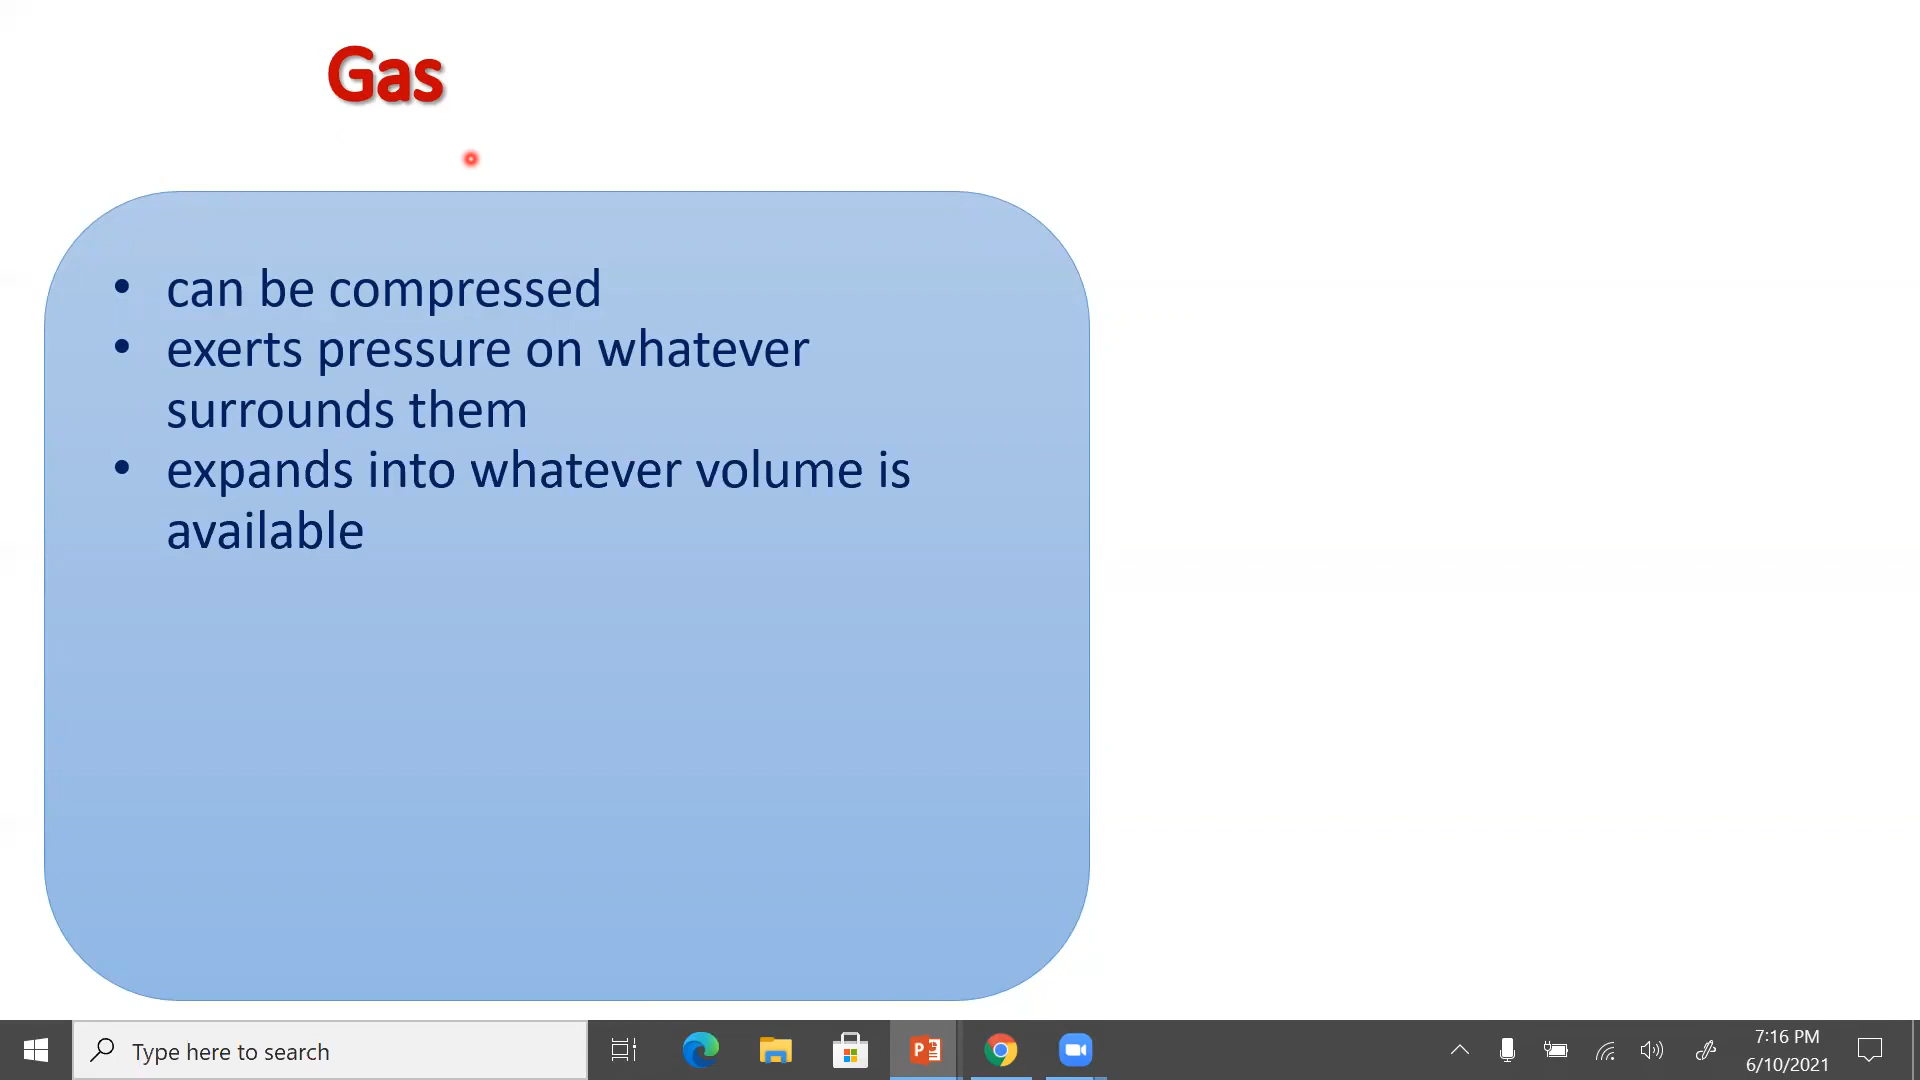 Gas
• can be compressed
• exerts pressure on whatever
surrounds them
• expands into whatever volume is
available
Type here to search
7:16 PM
6/10/2021